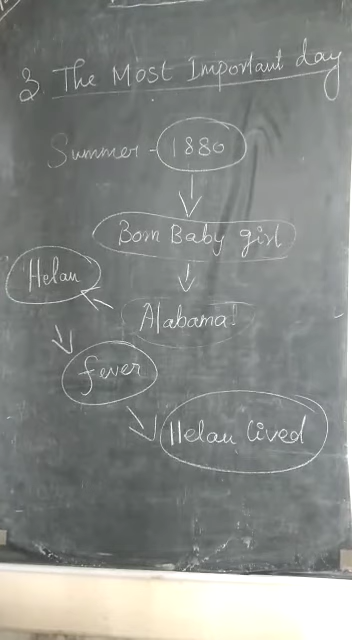 3. The Most Important day
Summer - 1880
Born Baby girl
Helan
Alabama!
fever
Helan lived